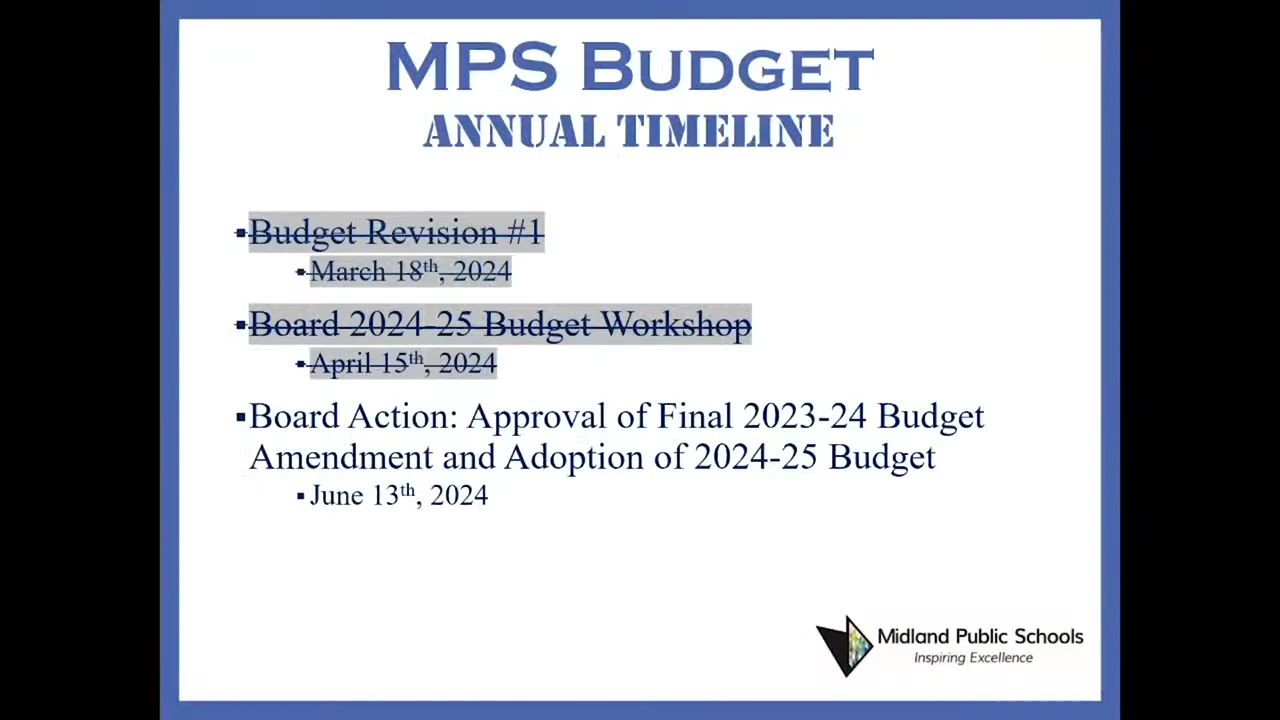 MPS BUDGET
ANNUAL TIMELINE
▪Budget Revision #1
▪March 18th, 2024
▪Board 2024-25 Budget Workshop
▪April 15th, 2024
▪Board Action: Approval of Final 2023-24 Budget
Amendment and Adoption of 2024-25 Budget
▪June 13th, 2024
Midland Public Schools
Inspiring Excellence